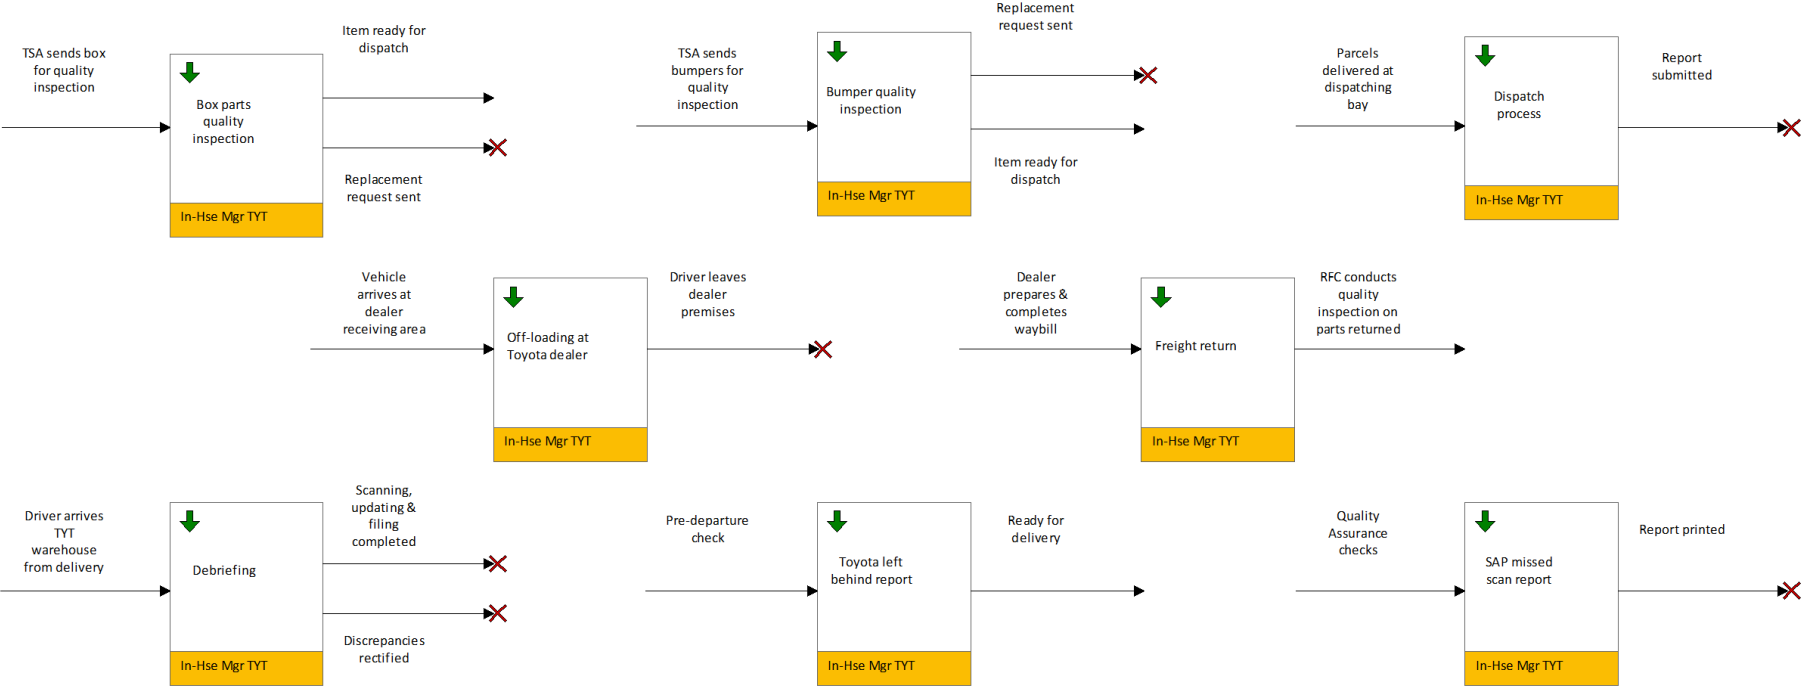 TSA sends box
for quality
inspection
Box parts
quality
inspection
In-Hse Mgr TYT
Item ready for
dispatch
Replacement
request sent
TSA sends
bumpers for
quality
inspection
Bumper quality
inspection
In-Hse Mgr TYT
Replacement
request sent
Item ready for
dispatch
Parcels
delivered at
dispatching
bay
Dispatch
process
In-Hse Mgr TYT
Report
submitted
Vehicle
arrives at
dealer
receiving area
Off-loading at
Toyota dealer
In-Hse Mgr TYT
Driver leaves
dealer
premises
Dealer
prepares &
completes
waybill
Freight return
In-Hse Mgr TYT
RFC conducts
quality
inspection on
parts returned
Driver arrives
TYT
warehouse
from delivery
Debriefing
In-Hse Mgr TYT
Scanning,
updating &
filing
completed
Discrepancies
rectified
Pre-departure
check
Toyota left
behind report
In-Hse Mgr TYT
Ready for
delivery
Quality
Assurance
checks
SAP missed
scan report
In-Hse Mgr TYT
Report printed